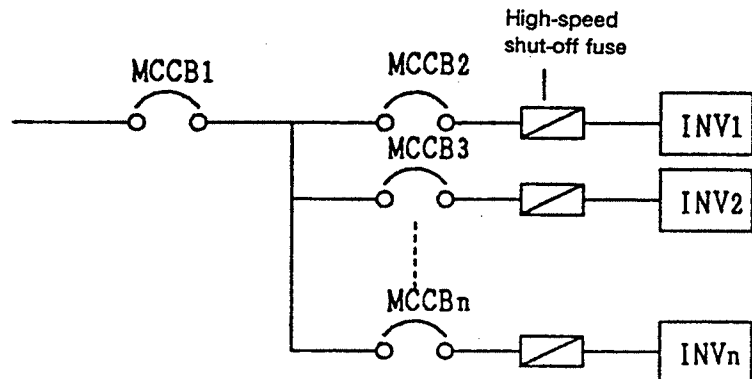 High-speed
shut-off fuse
MCCB1
MCCB2
INV1
MCCB3
INV2
MCCBn
INVn